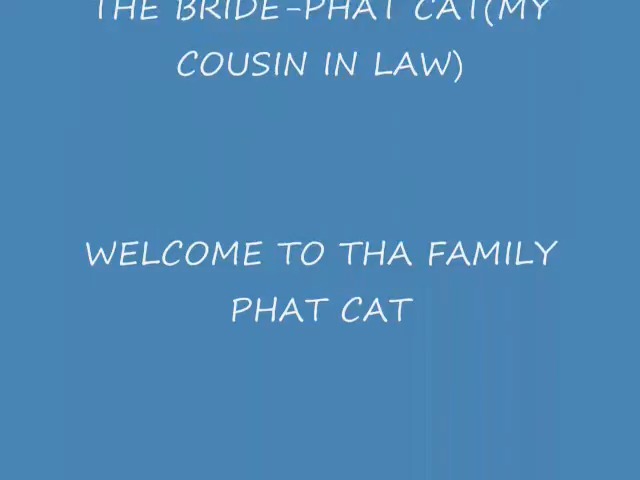 THE BRIDE-PHAT CAT(MY
COUSIN IN LAW)
WELCOME TO THA FAMILY
PHAT CAT